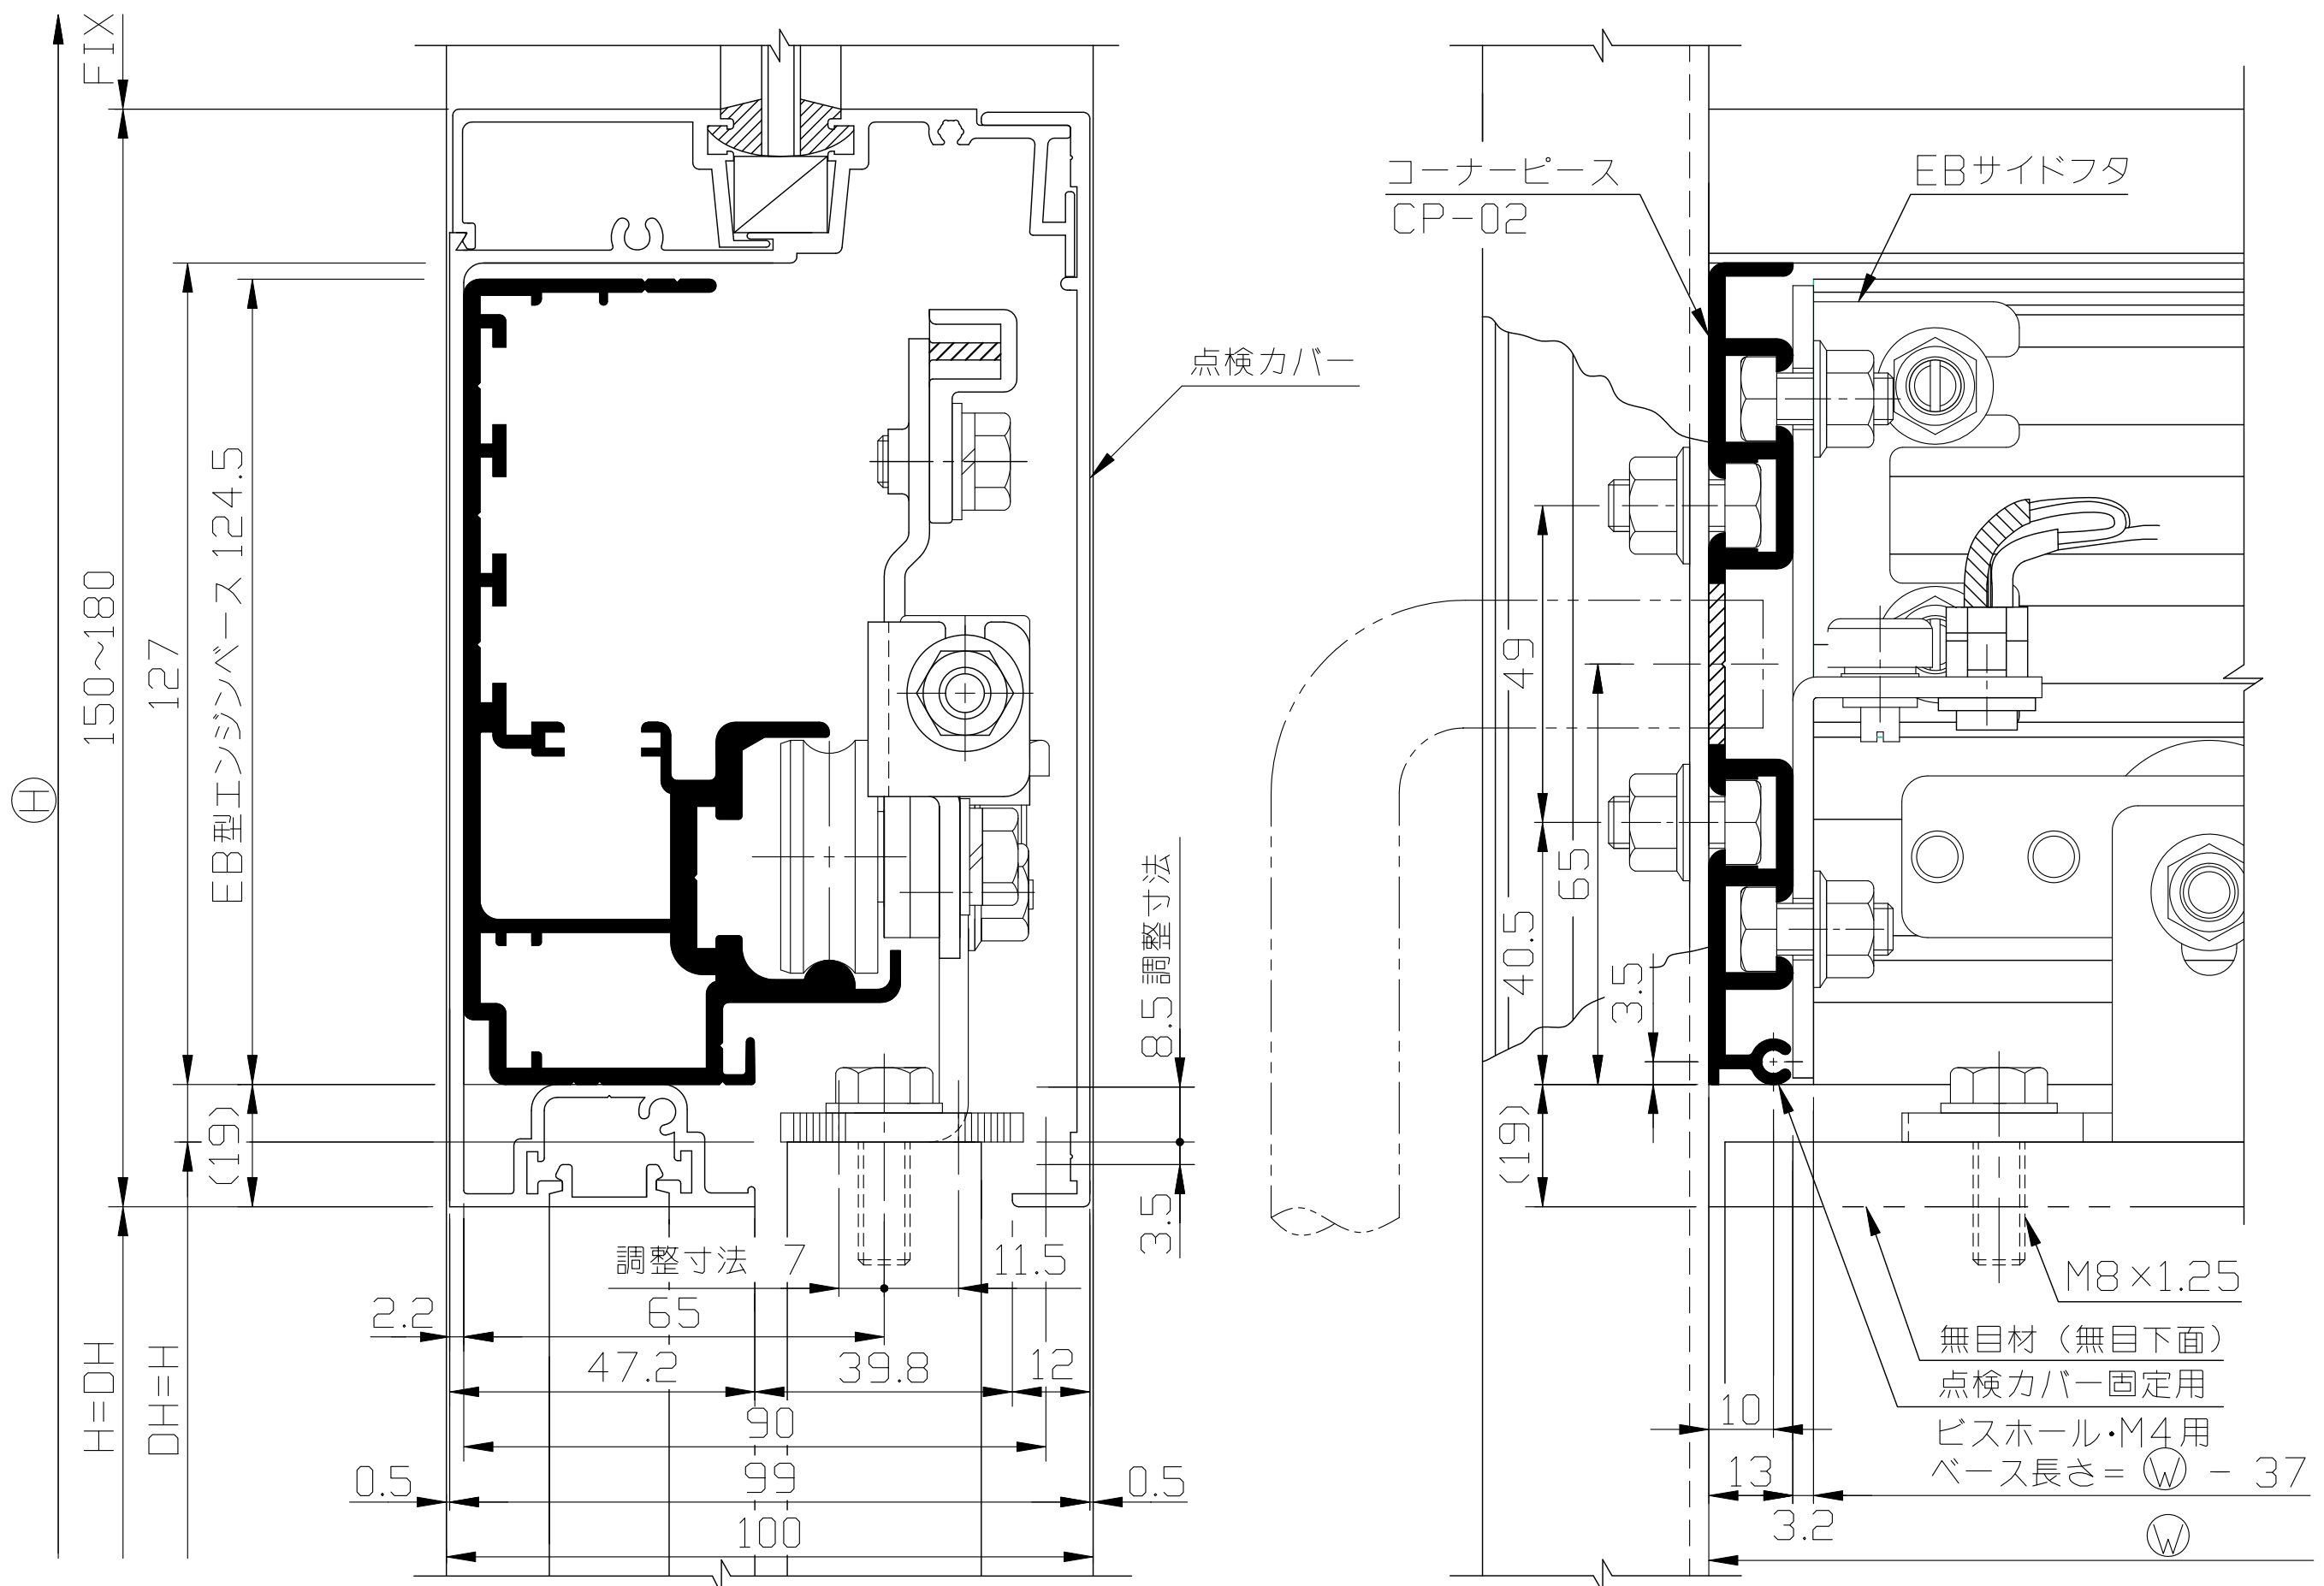 FIX
150~180
127
EB型エンジンベース 124.5
(19)
H
H=DH
DH=H
点検カバー
8.5 調整寸法
3.5
調整寸法 7
11.5
2.2
65
47.2
39.8
12
90
0.5
99
0.5
100
コーナーピース
CP-02
EBサイドフタ
49
65
40.5
3.5
(19)
M8×1.25
無目材（無目下面）
点検カバー固定用
ビスホール・M4用
ベース長さ= W - 37
10
13
3.2
W